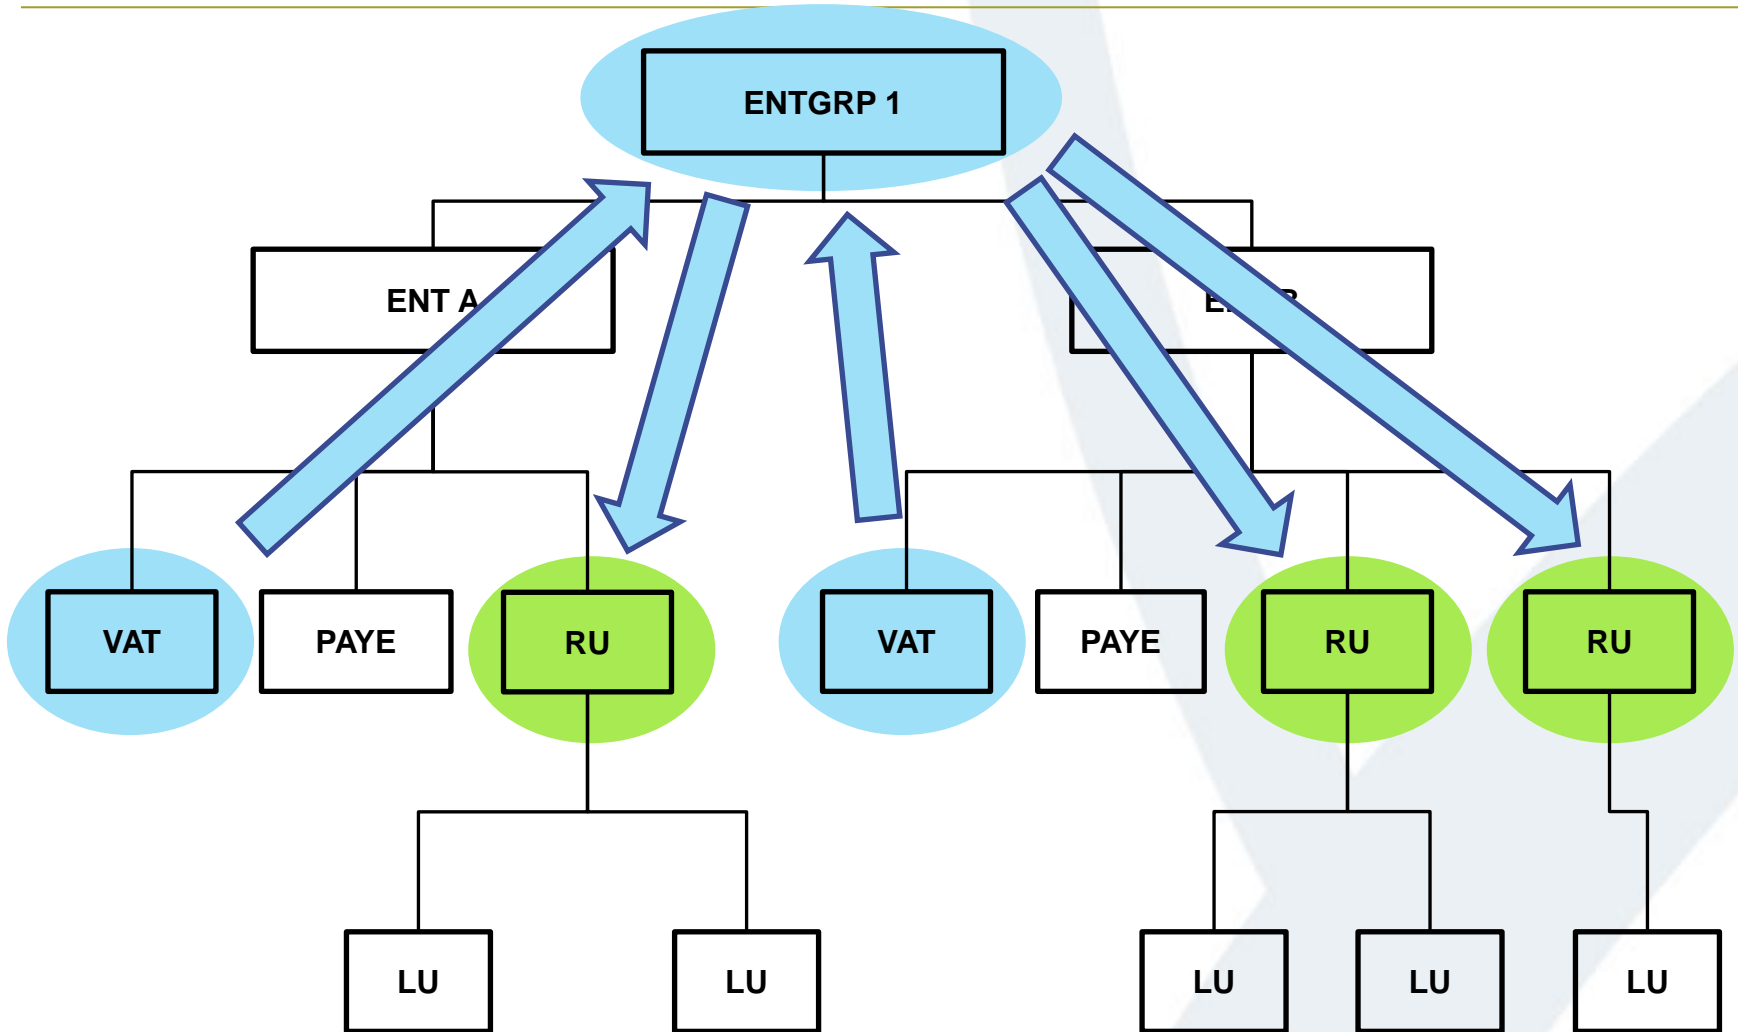 ENTGRP 1
ENT A
VAT
PAYE
RU
VAT
PAYE
RU
RU
LU
LU
LU
LU
LU